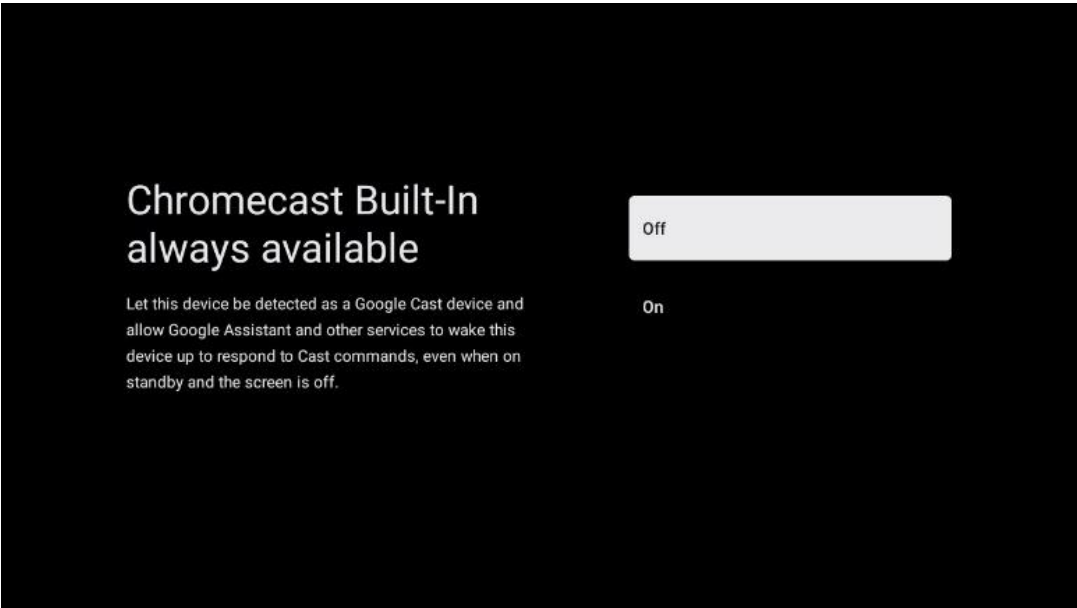 Chromecast Built-In
always available
Let this device be detected as a Google Cast device and
allow Google Assistant and other services to wake this
device up to respond to Cast commands, even when on
standby and the screen is off.
Off
On